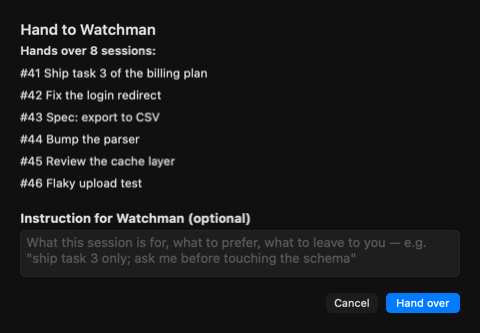 Hand to Watchman
Hands over 8 sessions:
#41 Ship task 3 of the billing plan
#42 Fix the login redirect
#43 Spec: export to CSV
#44 Bump the parser
#45 Review the cache layer
#46 Flaky upload test
Instruction for Watchman (optional)
What this session is for, what to prefer, what to leave to you — e.g.
"ship task 3 only; ask me before touching the schema"
Cancel
Hand over